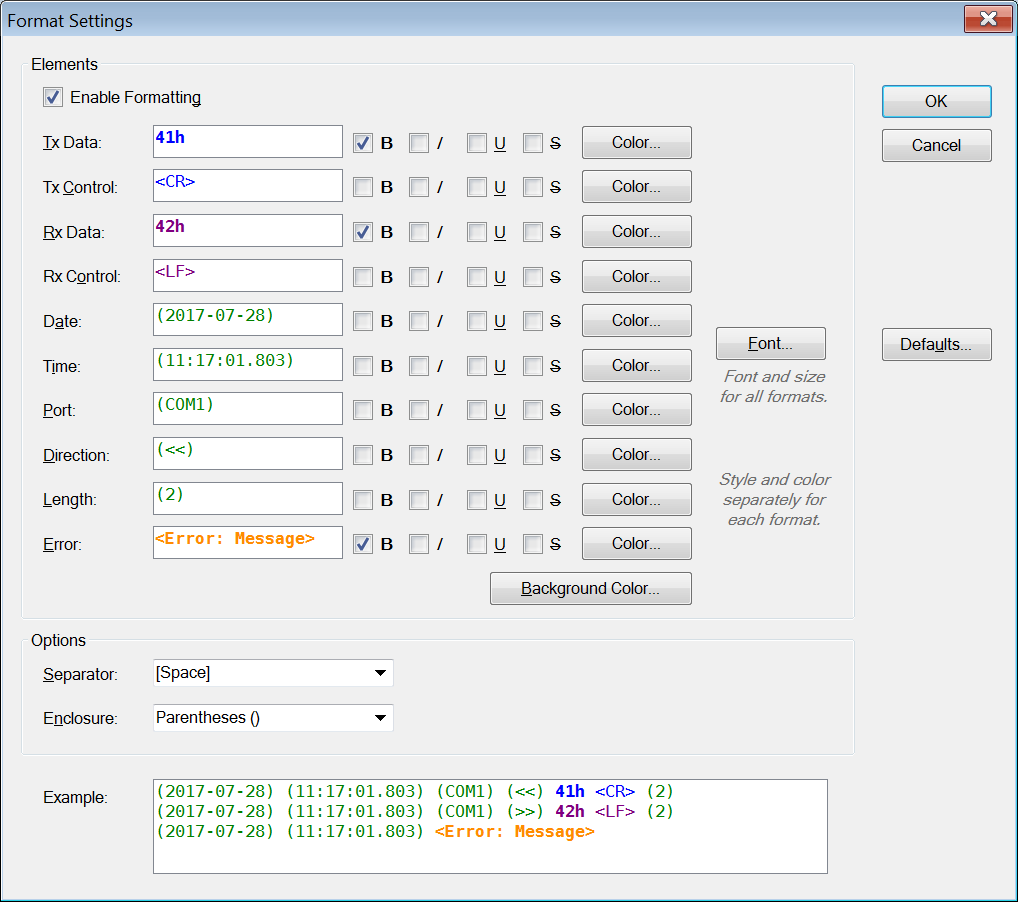 Format Settings
Elements
Enable Formatting
Tx Data: 41h B / U S Color...
Tx Control: <CR> B / U S Color...
Rx Data: 42h B / U S Color...
Rx Control: <LF> B / U S Color...
Date: (2017-07-28) B / U S Color...
Time: (11:17:01.803) B / U S Color...
Port: (COM1) B / U S Color...
Direction: (<<) B / U S Color...
Length: (2) B / U S Color...
Error: <Error: Message> B / U S Color...
Background Color...
Font...
Font and size
for all formats.
Style and color
separately for
each format.
OK
Cancel
Defaults...
Options
Separator: [Space]
Enclosure: Parentheses ()
Example:
(2017-07-28) (11:17:01.803) (COM1) (<<) 41h <CR> (2)
(2017-07-28) (11:17:01.803) (COM1) (>>) 42h <LF> (2)
(2017-07-28) (11:17:01.803) <Error: Message>